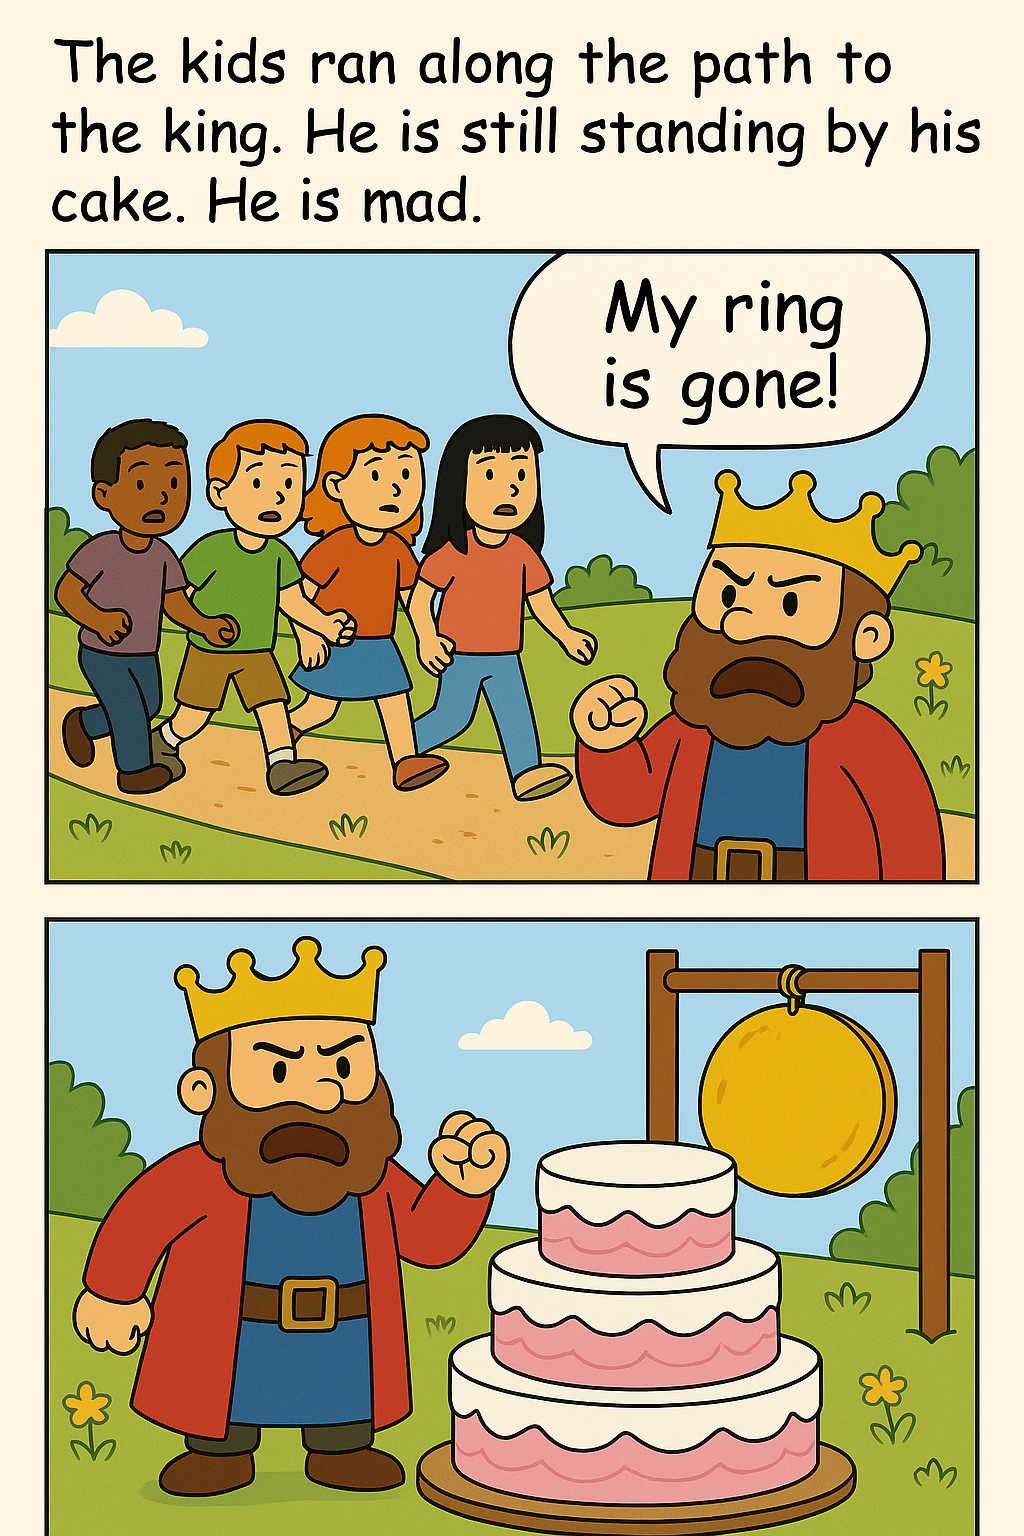 The kids ran along the path to
the king. He is still standing by his
cake. He is mad.
My ring
is gone!